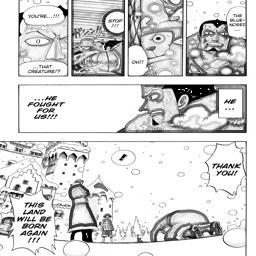 THE
BLUE-
NOSED
STOP
!!!
OH!!
YOU'RE...!!!
...THAT
CREATURE!?
HE ...
...HE
FOUGHT
FOR
US!!!
THANK
YOU!
!
THIS
LAND
WILL BE
BORN
AGAIN
!!!